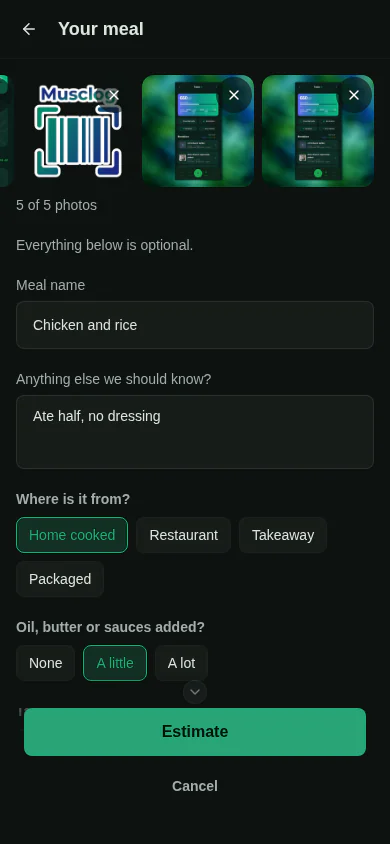 Your meal
Musclog
5 of 5 photos
Everything below is optional.
Meal name
Chicken and rice
Anything else we should know?
Ate half, no dressing
Where is it from?
Home cooked
Restaurant
Takeaway
Packaged
Oil, butter or sauces added?
None
A little
A lot
Estimate
Cancel